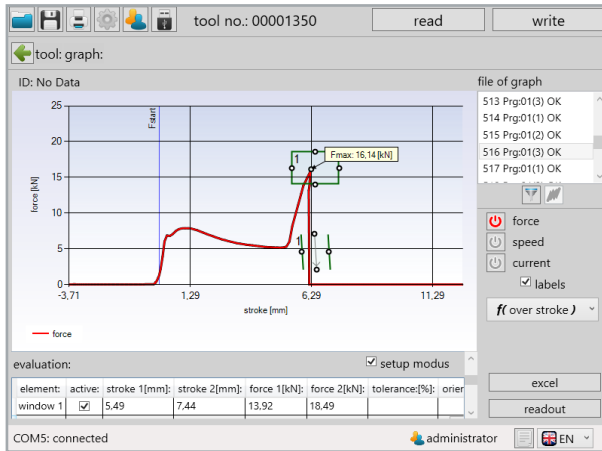 tool no.: 00001350
read
write
tool: graph:
ID: No Data
file of graph
513 Prg:01(3) OK
514 Prg:01(1) OK
515 Prg:01(2) OK
516 Prg:01(3) OK
517 Prg:01(1) OK
25
20
15
10
5
0
force [kN]
Fstart
1
Fmax: 16,14 [kN]
1
-3,71
1,29
6,29
11,29
stroke [mm]
force
force
speed
current
labels
f( over stroke )
evaluation:
setup modus
element: active: stroke 1[mm]: stroke 2[mm]: force 1[kN]: force 2[kN]: tolerance:[%]: orier
window 1 5,49 7,44 13,92 18,49
excel
readout
COM5: connected
administrator
EN